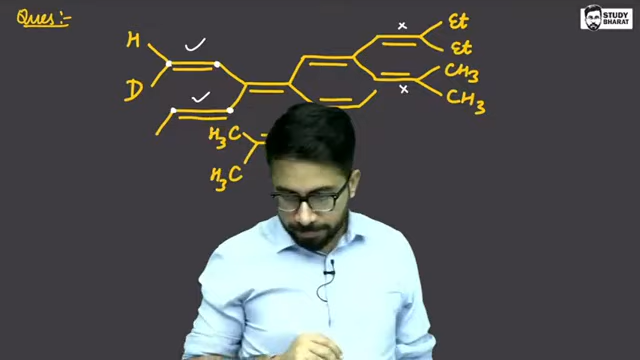 Ques:-
STUDY
BHARAT
Et
Et
H
D
CH3
CH3
H3C
H3C